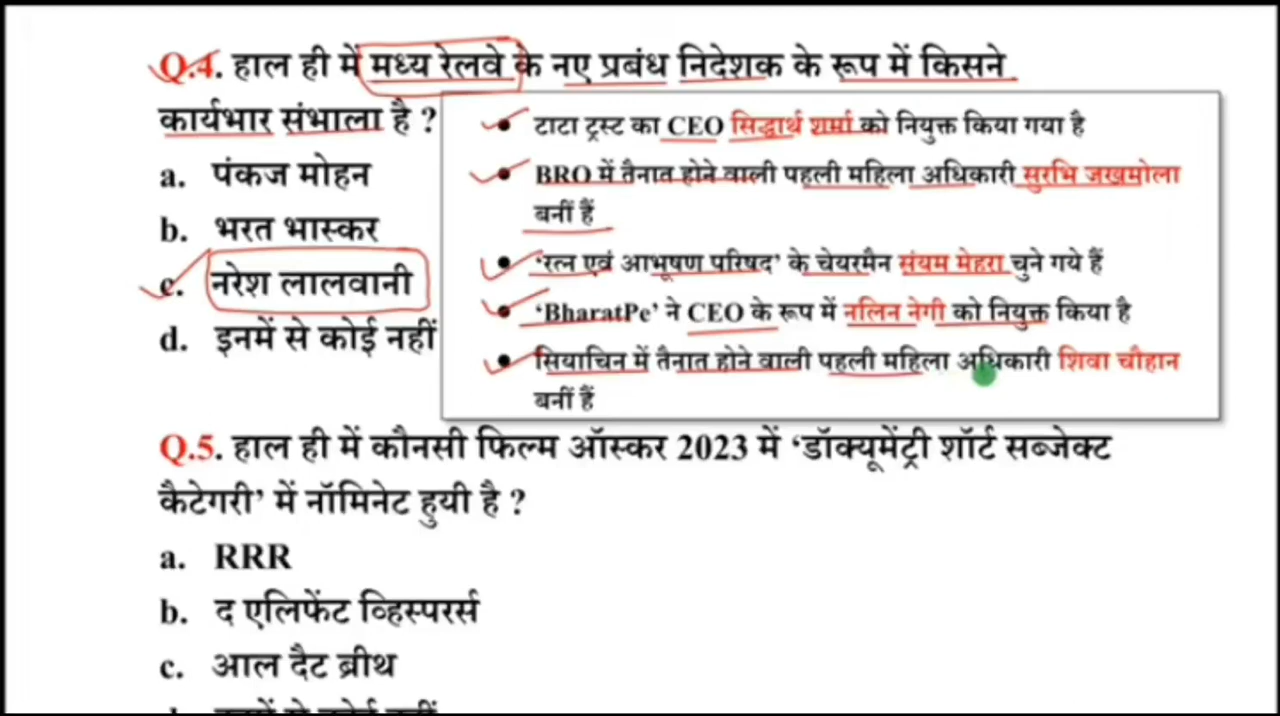 Q.4. हाल ही में मध्य रेलवे के नए प्रबंध निदेशक के रूप में किसने
कार्यभार संभाला है ?
a. पंकज मोहन
b. भरत भास्कर
c. नरेश लालवानी
d. इनमें से कोई नहीं
• टाटा ट्रस्ट का CEO सिद्धार्थ शर्मा को नियुक्त किया गया है
• BRO में तैनात होने वाली पहली महिला अधिकारी सुरभि जखमोला
बनीं हैं
• ‘रत्न एवं आभूषण परिषद’ के चेयरमैन संयम मेहरा चुने गये हैं
• ‘BharatPe’ ने CEO के रूप में नलिन नेगी को नियुक्त किया है
• सियाचिन में तैनात होने वाली पहली महिला अधिकारी शिवा चौहान
बनीं हैं
Q.5. हाल ही में कौनसी फिल्म ऑस्कर 2023 में ‘डॉक्यूमेंट्री शॉर्ट सब्जेक्ट
कैटेगरी’ में नॉमिनेट हुयी है ?
a. RRR
b. द एलिफेंट व्हिस्परर्स
c. आल दैट ब्रीथ